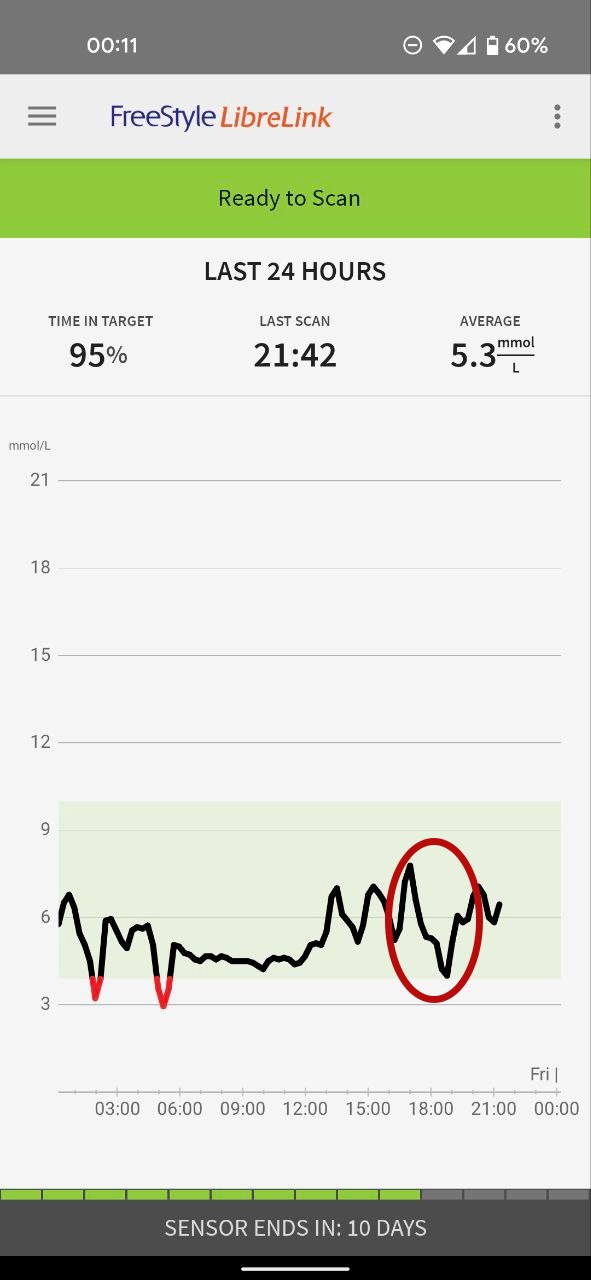 00:11 60%
FreeStyle LibreLink
Ready to Scan
LAST 24 HOURS
TIME IN TARGET LAST SCAN AVERAGE
95% 21:42 5.3 mmol/L
mmol/L
21
18
15
12
9
6
3
Fri |
03:00 06:00 09:00 12:00 15:00 18:00 21:00 00:00
SENSOR ENDS IN: 10 DAYS